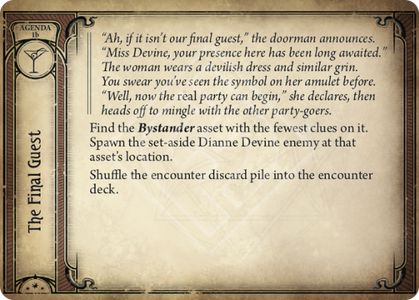 AGENDA
1b
The Final Guest
“Ah, if it isn’t our final guest,” the doorman announces.
“Miss Devine, your presence here has been long awaited.”
The woman wears a devilish dress and similar grin.
You swear you’ve seen the symbol on her amulet before.
“Well, now the real party can begin,” she declares, then
heads off to mingle with the other party-goers.
Find the Bystander asset with the fewest clues on it.
Spawn the set-aside Dianne Devine enemy at that
asset’s location.
Shuffle the encounter discard pile into the encounter
deck.